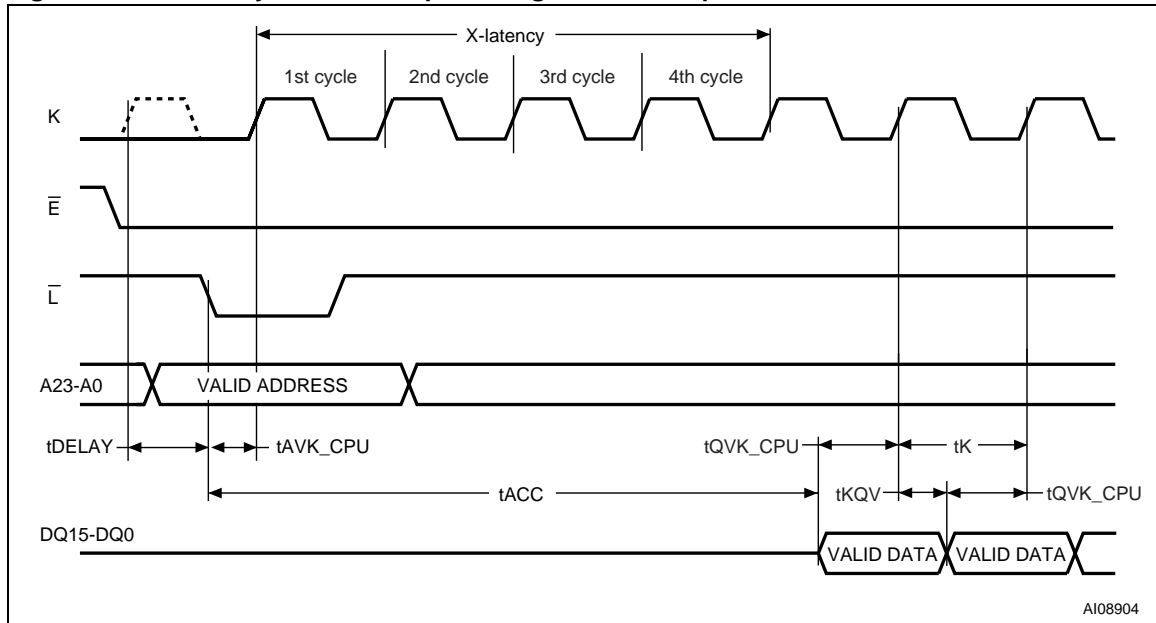 X-latency
1st cycle 2nd cycle 3rd cycle 4th cycle
K
E
L
A23-A0 VALID ADDRESS
tDELAY tAVK_CPU tQVK_CPU tK
tACC tKQV tQVK_CPU
DQ15-DQ0
VALID DATA VALID DATA
AI08904